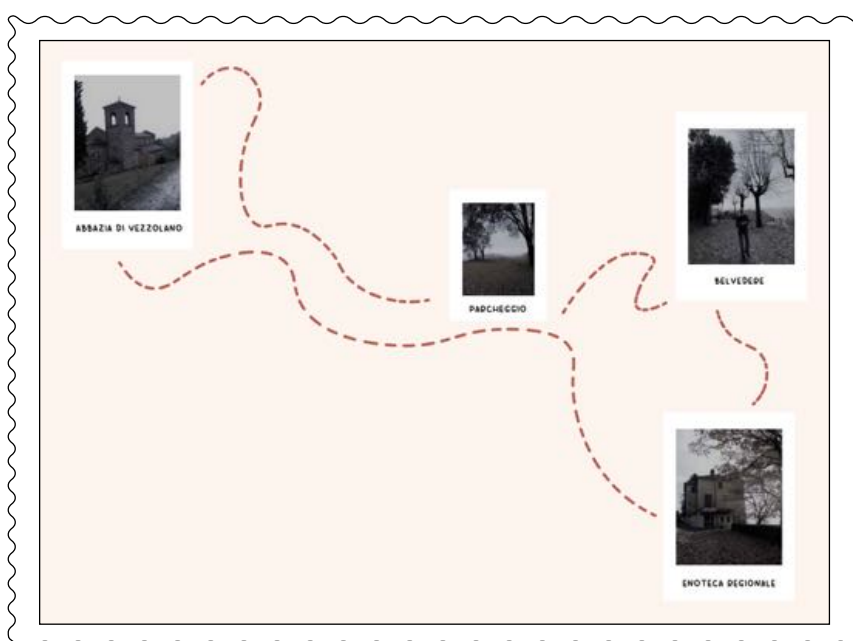 ABBAZIA DI VEZZOLANO
PARCHEGGIO
BELVEDERE
ENOTECA REGIONALE